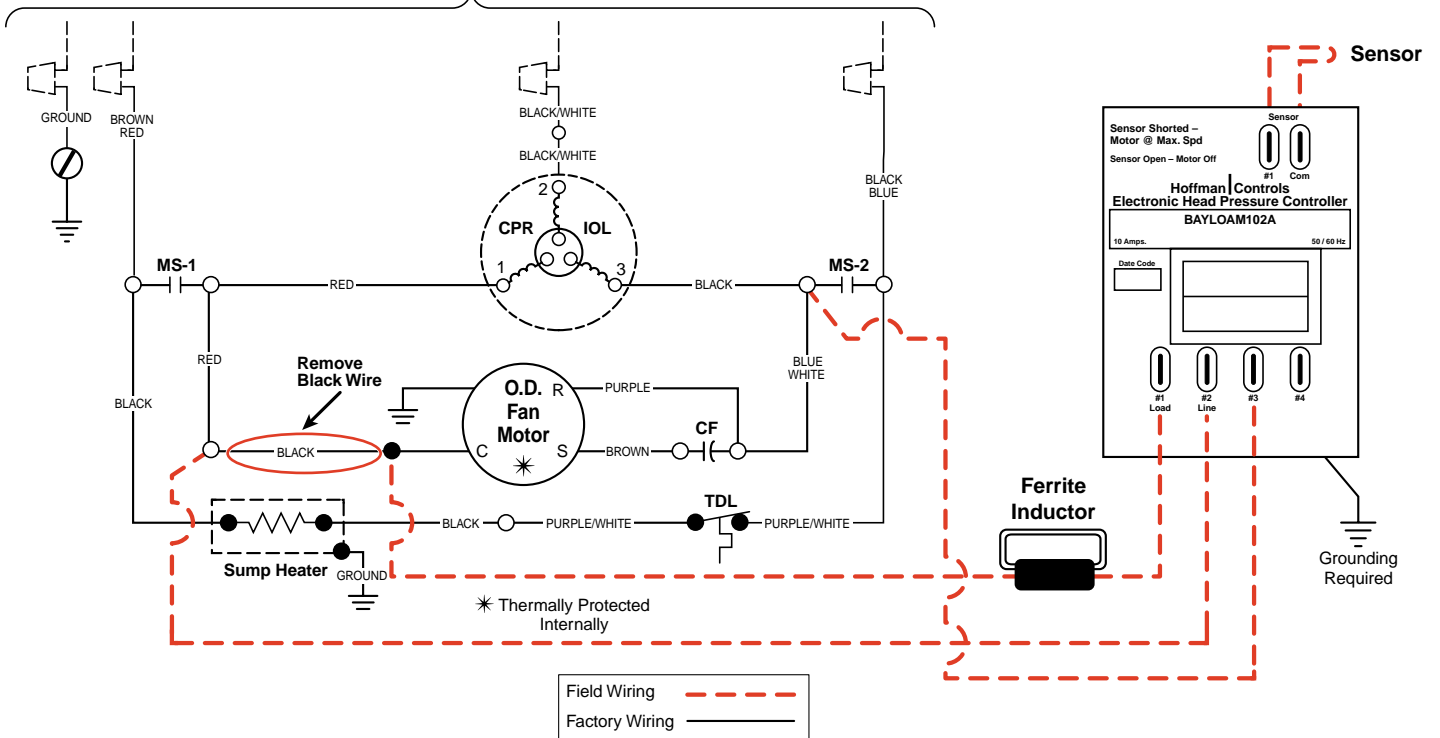 GROUND
BROWN
RED
BLACK/WHITE
BLACK/WHITE
BLACK
BLUE
2
CPR
IOL
1
3
MS-1
RED
BLACK
MS-2
RED
BLACK
Remove
Black Wire
BLACK
O.D.
Fan
Motor
R
C
S
PURPLE
BROWN
CF
BLUE
WHITE
Sump Heater
GROUND
BLACK
PURPLE/WHITE
TDL
PURPLE/WHITE
Thermally Protected
Internally
Ferrite
Inductor
Sensor
Sensor
Sensor Shorted –
Motor @ Max. Spd
Sensor Open – Motor Off
#1
Com
Hoffman Controls
Electronic Head Pressure Controller
BAYLOAM102A
10 Amps.
50 / 60 Hz
Date Code
#1
Load
#2
Line
#3
#4
Grounding
Required
Field Wiring
Factory Wiring